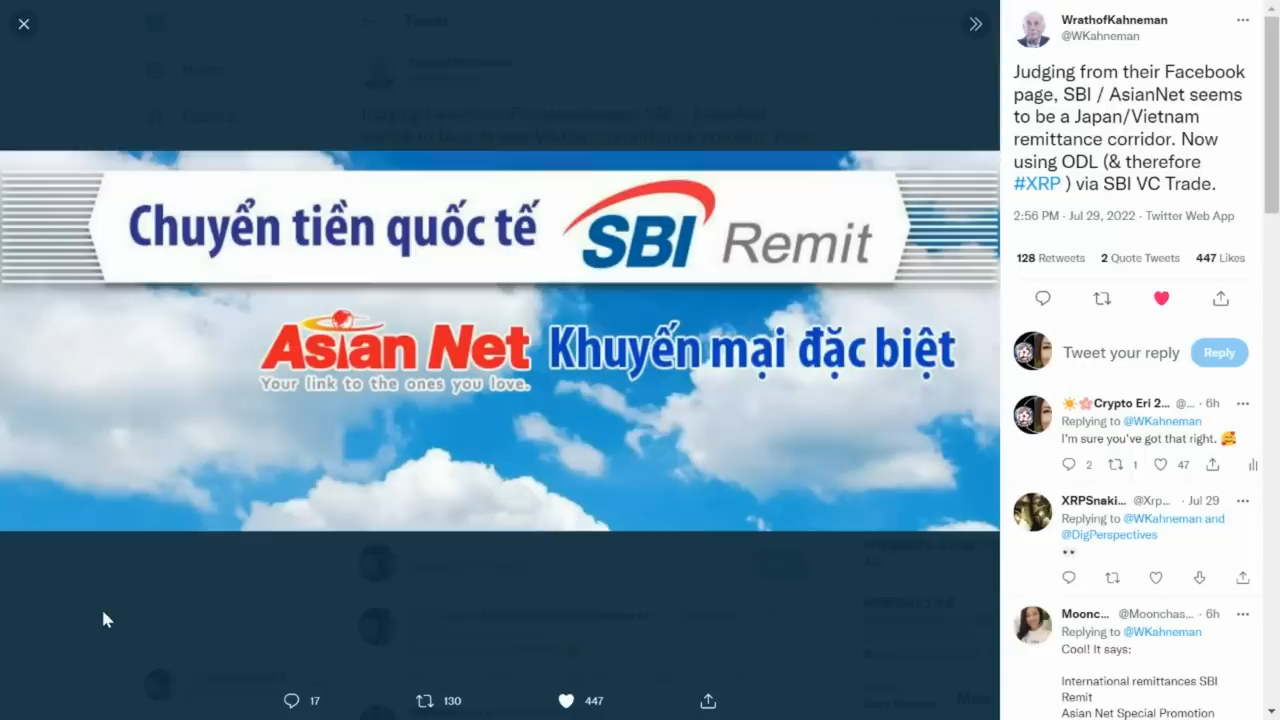 Chuyển tiền quốc tế SBI Remit
Asian Net Khuyến mại đặc biệt
Your link to the ones you love.
17 130 447
WrathofKahneman
@WKahneman
Judging from their Facebook
page, SBI / AsianNet seems
to be a Japan/Vietnam
remittance corridor. Now
using ODL (& therefore
#XRP ) via SBI VC Trade.
2:56 PM · Jul 29, 2022 · Twitter Web App
128 Retweets 2 Quote Tweets 447 Likes
Tweet your reply Reply
Crypto Eri 2... @... · 6h
Replying to @WKahneman
I'm sure you've got that right. 🥰
2 1 47
XRPSnaki... @Xrp... · Jul 29
Replying to @WKahneman and
@DigPerspectives
👀
Moonc... @Moonchas... · 6h
Replying to @WKahneman
Cool! It says:
International remittances SBI
Remit
Asian Net Special Promotion